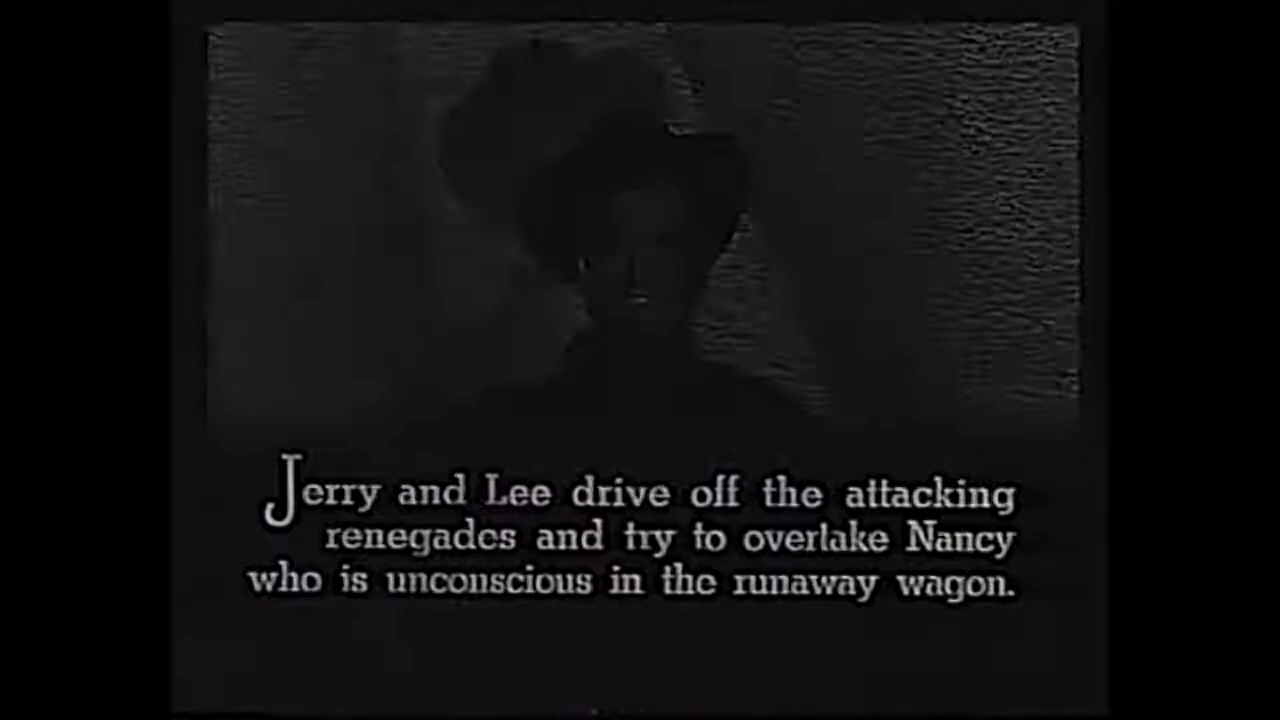 Jerry and Lee drive off the attacking
renegades and try to overtake Nancy
who is unconscious in the runaway wagon.